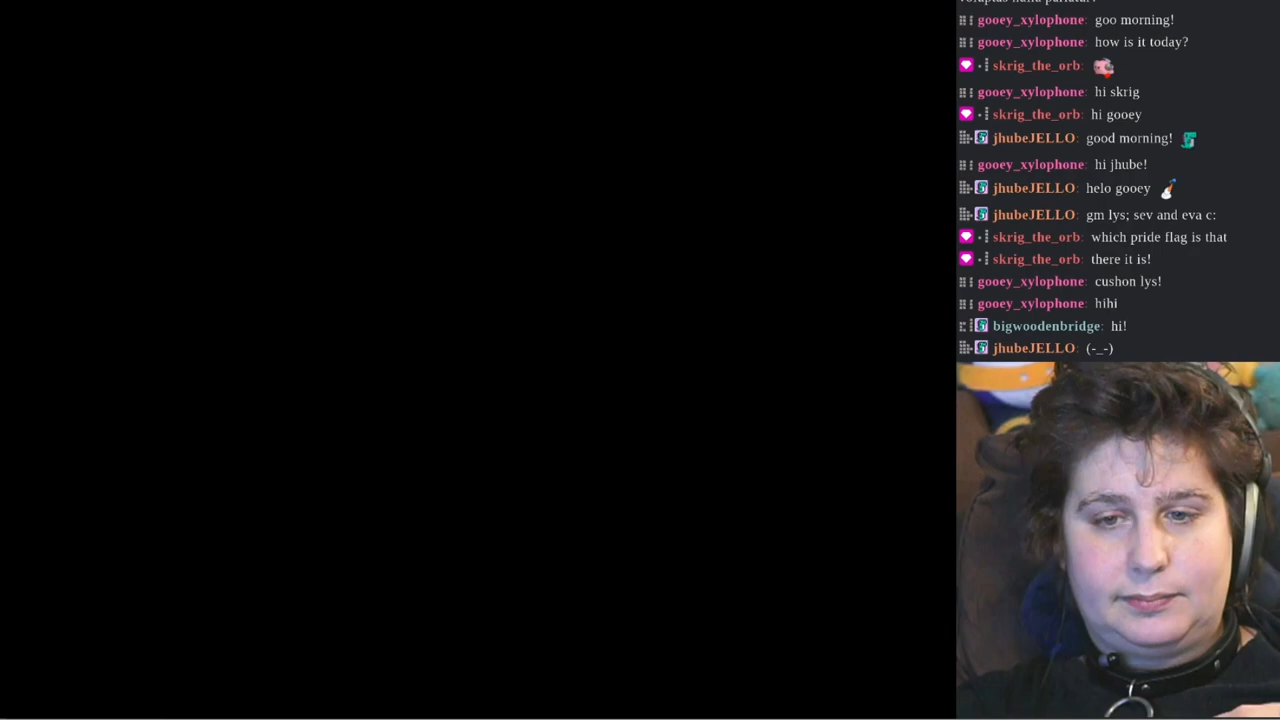 gooey_xylophone: goo morning!
gooey_xylophone: how is it today?
skrig_the_orb:
gooey_xylophone: hi skrig
skrig_the_orb: hi gooey
jhubeJELLO: good morning!
gooey_xylophone: hi jhube!
jhubeJELLO: helo gooey
jhubeJELLO: gm lys; sev and eva c:
skrig_the_orb: which pride flag is that
skrig_the_orb: there it is!
gooey_xylophone: cushon lys!
gooey_xylophone: hihi
bigwoodenbridge: hi!
jhubeJELLO: (-_-)